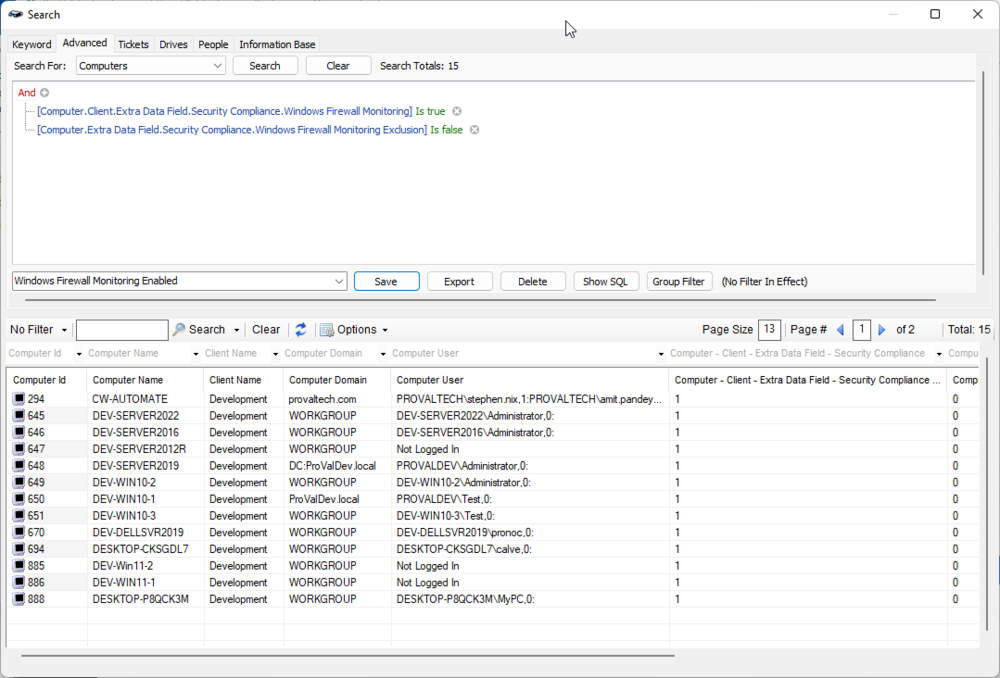 Search
Keyword Advanced Tickets Drives People Information Base
Search For: Computers Search Clear Search Totals: 15
And
[Computer.Client.Extra Data Field.Security Compliance.Windows Firewall Monitoring] Is true
[Computer.Extra Data Field.Security Compliance.Windows Firewall Monitoring Exclusion] Is false
Windows Firewall Monitoring Enabled Save Export Delete Show SQL Group Filter (No Filter In Effect)
No Filter Search Clear Options Page Size 13 Page # 1 of 2 Total: 15
Computer Id Computer Name Client Name Computer Domain Computer User Computer - Client - Extra Data Field - Security Compliance Compu
Computer Id Computer Name Client Name Computer Domain Computer User Computer - Client - Extra Data Field - Security Compliance ... Comp
294 CW-AUTOMATE Development provaltech.com PROVALTECH\stephen.nix,1:PROVALTECH\amit.pandey... 1 0
645 DEV-SERVER2022 Development WORKGROUP DEV-SERVER2022\Administrator,0: 1 0
646 DEV-SERVER2016 Development WORKGROUP DEV-SERVER2016\Administrator,0: 1 0
647 DEV-SERVER2012R Development WORKGROUP Not Logged In 1 0
648 DEV-SERVER2019 Development DC:ProValDev.local PROVALDEV\Administrator,0: 1 0
649 DEV-WIN10-2 Development WORKGROUP DEV-WIN10-2\Administrator,0: 1 0
650 DEV-WIN10-1 Development ProValDev.local PROVALDEV\Test,0: 1 0
651 DEV-WIN10-3 Development WORKGROUP DEV-WIN10-3\Test,0: 1 0
670 DEV-DELLSVR2019 Development WORKGROUP DEV-DELLSVR2019\pronoc,0: 1 0
694 DESKTOP-CKSGDL7 Development WORKGROUP DESKTOP-CKSGDL7\calve,0: 1 0
885 DEV-Win11-2 Development WORKGROUP Not Logged In 1 0
886 DEV-WIN11-1 Development WORKGROUP Not Logged In 1 0
888 DESKTOP-P8QCK3M Development WORKGROUP DESKTOP-P8QCK3M\MyPC,0: 1 0